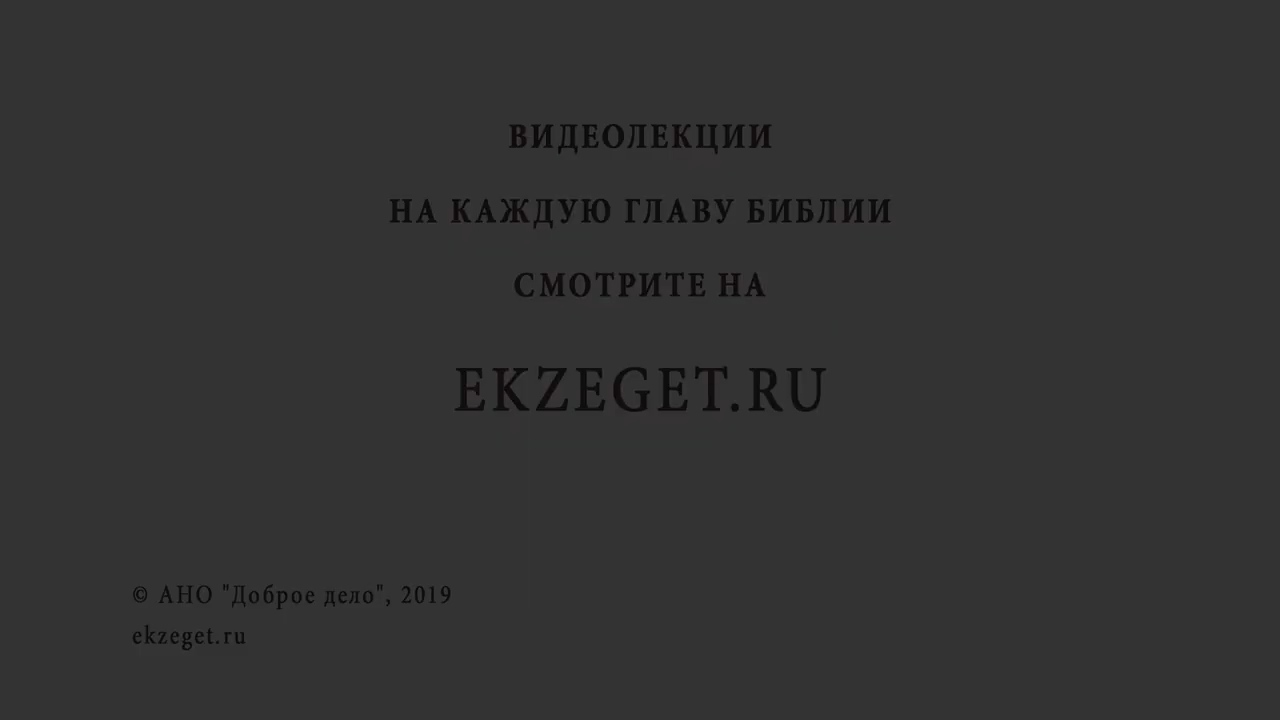 ВИДЕОЛЕКЦИИ
НА КАЖДУЮ ГЛАВУ БИБЛИИ
СМОТРИТЕ НА
EKZEGET.RU
© АНО "Доброе дело", 2019
ekzeget.ru